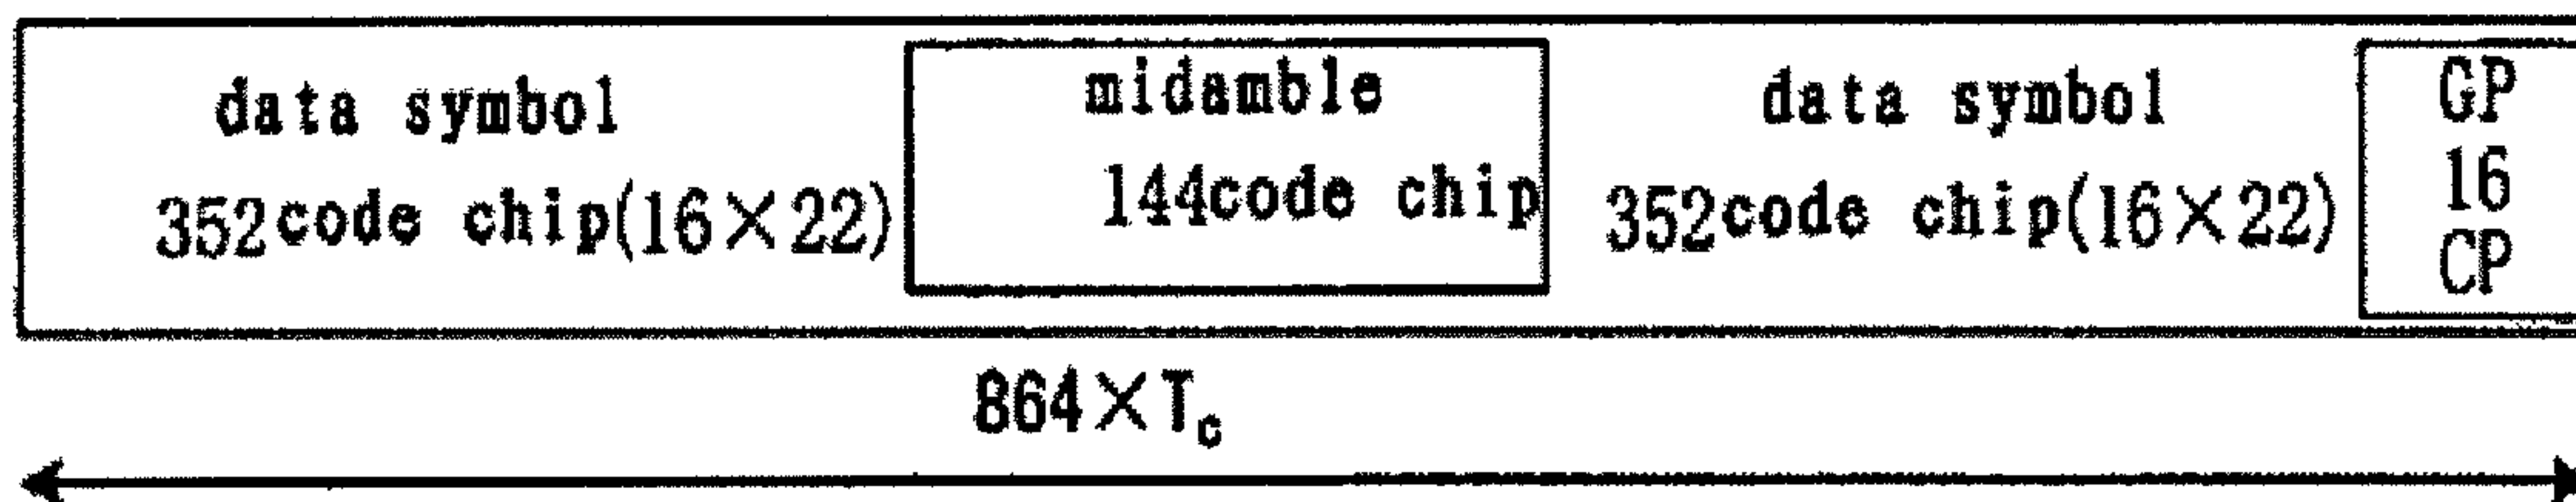 data symbol
352code chip(16×22)
midamble
144code chip
data symbol
352code chip(16×22)
GP
16
CP
864×Tc